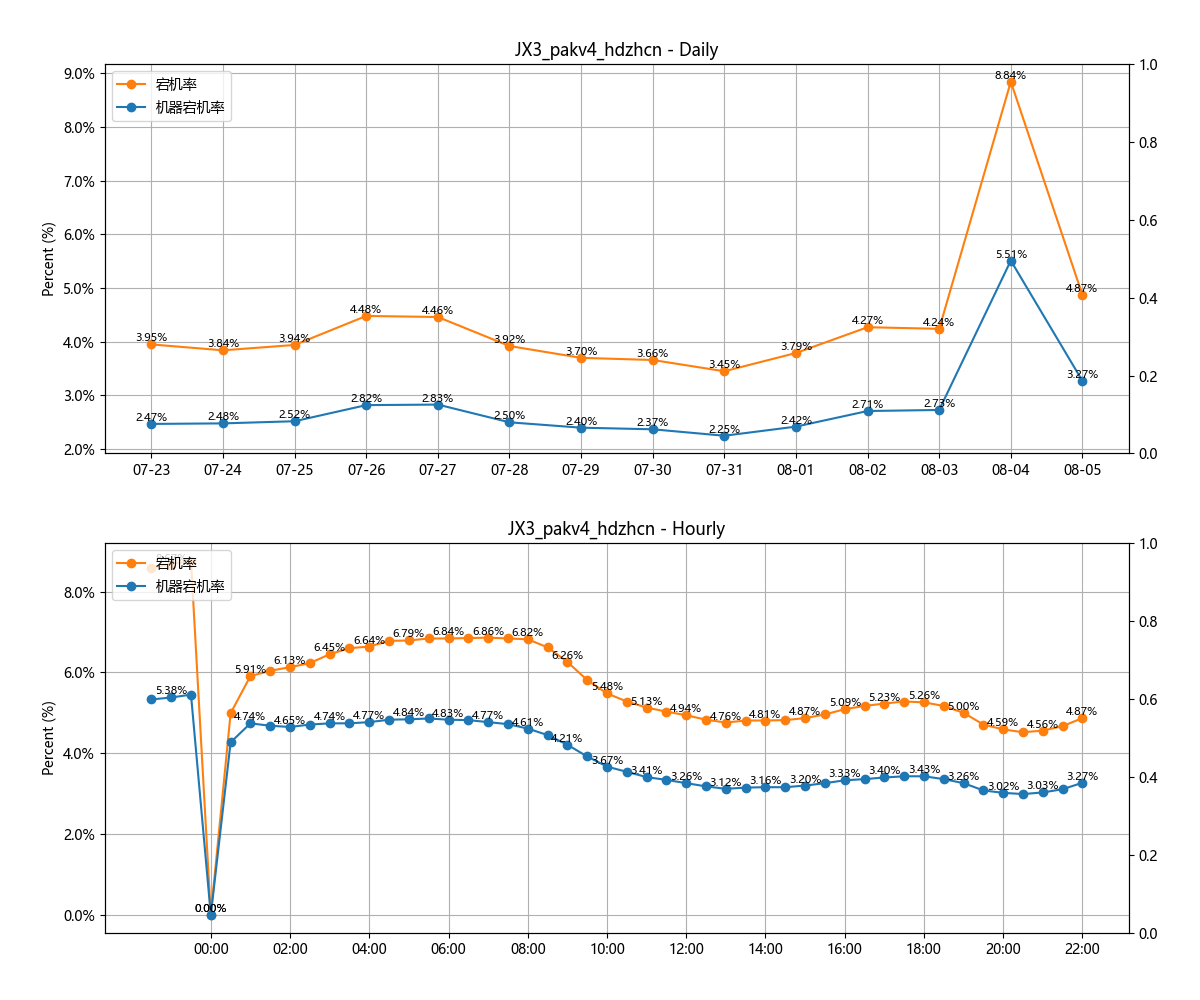 JX3_pakv4_hdzhcn - Daily
宕机率
机器宕机率
Percent (%)
9.0%
8.0%
7.0%
6.0%
5.0%
4.0%
3.0%
2.0%
1.0
0.8
0.6
0.4
0.2
0.0
3.95% 3.84% 3.94% 4.48% 4.46% 3.92% 3.70% 3.66% 3.45% 3.79% 4.27% 4.24% 8.84% 4.87%
2.47% 2.48% 2.52% 2.82% 2.83% 2.50% 2.40% 2.37% 2.25% 2.42% 2.71% 2.73% 5.51% 3.27%
07-23 07-24 07-25 07-26 07-27 07-28 07-29 07-30 07-31 08-01 08-02 08-03 08-04 08-05
JX3_pakv4_hdzhcn - Hourly
宕机率
机器宕机率
Percent (%)
8.0%
6.0%
4.0%
2.0%
0.0%
1.0
0.8
0.6
0.4
0.2
0.0
0.00% 5.91% 6.13% 6.45% 6.64% 6.79% 6.84% 6.86% 6.82% 6.26% 5.48% 5.13% 4.94% 4.76% 4.81% 4.87% 5.09% 5.23% 5.26% 5.00% 4.59% 4.56% 4.87%
5.38% 0.00% 4.74% 4.65% 4.74% 4.77% 4.84% 4.83% 4.77% 4.61% 4.21% 3.67% 3.41% 3.26% 3.12% 3.16% 3.20% 3.33% 3.40% 3.43% 3.26% 3.02% 3.03% 3.27%
00:00 02:00 04:00 06:00 08:00 10:00 12:00 14:00 16:00 18:00 20:00 22:00